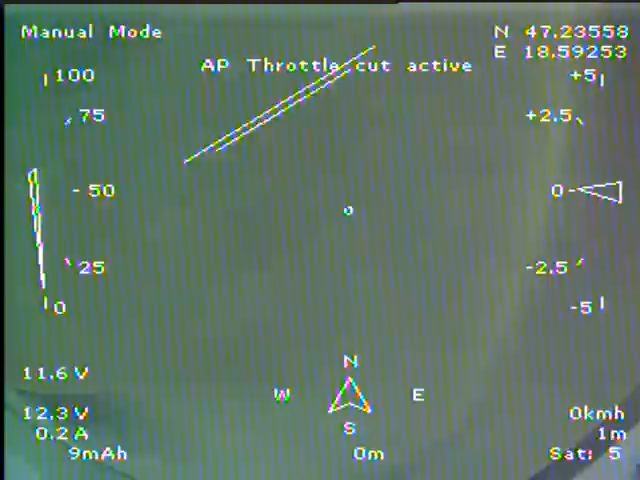 Manual Mode
N 47.23558
E 18.59253
AP Throttle cut active
100
75
50
25
0
+5
+2.5
0
-2.5
-5
N
W E
S
11.6 V
12.3 V
0.2 A
9mAh
0m
0kmh
1m
Sat: 5